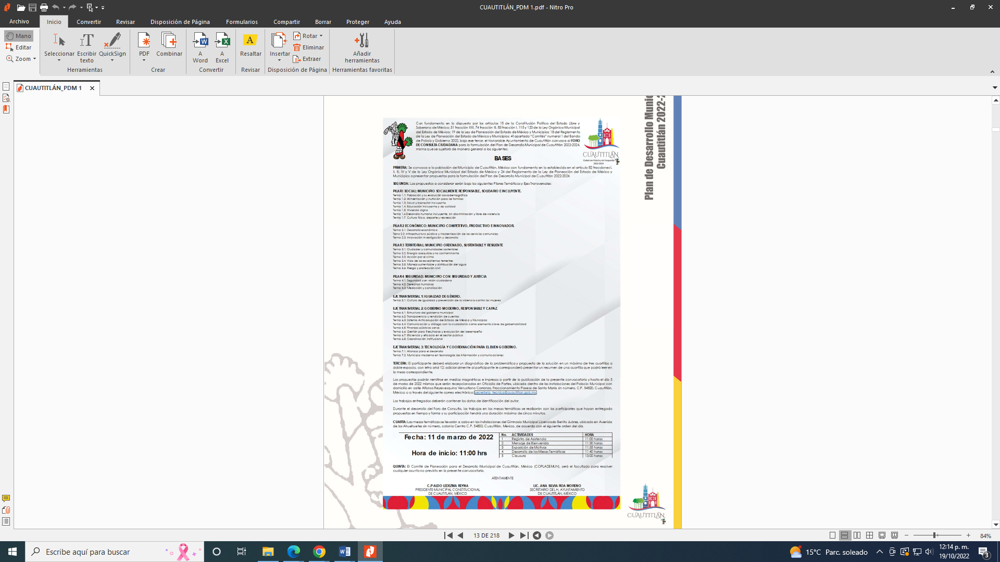 CUAUTITLÁN_PDM 1.pdf - Nitro Pro
Archivo Inicio Convertir Revisar Disposición de Página Formularios Compartir Borrar Proteger Ayuda
Mano
Editar
Zoom
Seleccionar
Escribir texto
QuickSign
Herramientas
PDF
Combinar
Crear
A Word
A Excel
Convertir
Resaltar
Revisar
Insertar
Rotar
Eliminar
Extraer
Disposición de Página
Añadir herramientas
Herramientas favoritas
CUAUTITLÁN_PDM 1
Plan de Desarrollo Munic
Cuautitlán 2022-2
Con fundamento en lo dispuesto por los artículos 15 de la Constitución Política del Estado Libre y
Soberano de México; 31 fracción XXI, 74 fracción III, 83 fracción I, 115 y 120 de la Ley Orgánica Municipal
del Estado de México; 19 de la Ley de Planeación del Estado de México y Municipios; 18 del Reglamento
de la Ley de Planeación del Estado de México y Municipios; 41 apartado "Comités" numeral 1 del Bando
de Policía y Gobierno 2022, bajo ese tenor, el Honorable Ayuntamiento de Cuautitlán convoca al FORO
DE CONSULTA CIUDADANA para la formulación del Plan de Desarrollo Municipal de Cuautitlán 2022-2024,
misma que se sujetará de manera general a las siguientes:
CUAUTITLÁN
Ciudad con Historia y de Vanguardia
2022-2024
BASES
PRIMERA: Se convoca a la población del Municipio de Cuautitlán, México con fundamento en lo establecido en el artículo 82 fracciones I,
II, III, IV y V de la Ley Orgánica Municipal del Estado de México y 24 del Reglamento de la Ley de Planeación del Estado de México y
Municipios a presentar propuestas para la formulación del Plan de Desarrollo Municipal de Cuautitlán 2022-2024.
SEGUNDA: Las propuestas a considerar serán bajo los siguientes Pilares Temáticos y Ejes Transversales:
PILAR I SOCIAL: MUNICIPIO SOCIALMENTE RESPONSABLE, SOLIDARIO E INCLUYENTE.
Tema 1.1: Población y su evolución sociodemográfica
Tema 1.2: Alimentación y nutrición para las familias
Tema 1.3: Salud y bienestar incluyente
Tema 1.4: Educación incluyente y de calidad
Tema 1.5: Vivienda digna
Tema 1.6 Desarrollo humano incluyente, sin discriminación y libre de violencia
Tema 1.7. Cultura física, deporte y recreación
PILAR 2 ECONÓMICO: MUNICIPIO COMPETITIVO, PRODUCTIVO E INNOVADOR.
Tema 2.1: Desarrollo económico
Tema 2.2: Infraestructura pública y modernización de los servicios comunales
Tema 2.3: Innovación investigación y desarrollo
PILAR 3 TERRITORIAL: MUNICIPIO ORDENADO, SUSTENTABLE Y RESILIENTE
Tema 3.1: Ciudades y comunidades sostenibles
Tema 3.2: Energía asequible y no contaminante
Tema 3.3: Acción por el clima
Tema 3.4. Vida de los ecosistemas terrestres
Tema 3.5: Manejo sustentable y distribución del agua
Tema 3.6: Riesgo y protección civil
PILAR 4 SEGURIDAD: MUNICIPIO CON SEGURIDAD Y JUSTICIA
Tema 4.1: Seguridad con visión ciudadana
Tema 4.2: Derechos humanos
Tema 4.3: Mediación y conciliación
EJE TRANSVERSAL 1: IGUALDAD DE GÉNERO.
Tema 5.1: Cultura de igualdad y prevención de la violencia contra las mujeres
EJE TRANSVERSAL 2: GOBIERNO MODERNO, RESPONSABLE Y CAPAZ
Tema 6.1: Estructura del gobierno municipal
Tema 6.2: Transparencia y rendición de cuentas
Tema 6.3: Sistema Anticorrupción del Estado de México y Municipios
Tema 6.4: Comunicación y diálogo con la ciudadanía como elemento clave de gobernabilidad
Tema 6.5: Finanzas públicas sanas
Tema 6.6: Gestión para Resultados y evaluación del desempeño
Tema 6.7: Eficiencia y eficacia en el sector público
Tema 6.8: Coordinación institucional
EJE TRANSVERSAL 3: TECNOLOGÍA Y COORDINACIÓN PARA EL BUEN GOBIERNO.
Tema 7.1: Alianzas para el desarrollo
Tema 7.2: Municipio moderno en tecnologías de información y comunicaciones
TERCERA: El participante deberá elaborar un diagnóstico de la problemática y propuesta de la solución en un máximo de tres cuartillas a
doble espacio, con letra arial 12; adicionalmente al participante le corresponderá presentar un resumen de una cuartilla que podrá leer en
la mesa correspondiente.
Las propuestas podrán remitirse en medios magnéticos e impresos a partir de la publicación de la presente convocatoria y hasta el día 5
de marzo de 2022 mismas que serán recepcionadas en Oficialía de Partes, ubicada dentro de las instalaciones del Palacio Municipal con
domicilio en calle Alfonso Reyes esquina Venustiano Carranza, Fraccionamiento Paseos de Santa María sin número, C.P. 54820, Cuautitlán,
México; o a través del siguiente correo electrónico: secretaria_tecnica@cuautitlan.gob.mx
Los trabajos entregados deberán contener los datos de identificación del autor.
Durante el desarrollo del Foro de Consulta, los trabajos en las mesas temáticas se realizarán con los participantes que hayan entregado
propuestas en tiempo y forma y su participación tendrá una duración máxima de cinco minutos.
CUARTA: Las mesas temáticas se llevarán a cabo en las instalaciones del Gimnasio Municipal Licenciado Benito Juárez, ubicado en Avenida
de los Ahuehuetes sin número, colonia Centro C.P. 54800, Cuautitlán, México, de acuerdo con el siguiente orden del día.
Fecha: 11 de marzo de 2022
Hora de inicio: 11:00 hrs
No. ACTIVIDADES HORA
1 Registro de Asistencia 11:00 horas
2 Mensaje de Bienvenida 11:30 horas
3 Exposición de Motivos 11:35 horas
4 Desarrollo de las Mesas Temáticas 11:40 horas
5 Clausura 13:00 horas
QUINTA: El Comité de Planeación para el Desarrollo Municipal de Cuautitlán, México (COPLADEMUN), será el facultado para resolver
cualquier asunto no previsto en la presente convocatoria.
ATENTAMENTE
C.P ALDO LEDEZMA REYNA
PRESIDENTE MUNICIPAL CONSTITUCIONAL
DE CUAUTITLÁN, MÉXICO
LIC. ANA SILVIA ROA MORENO
SECRETARIO DEL H. AYUNTAMIENTO
DE CUAUTITLÁN, MÉXICO
CUAUTITLÁN
13 DE 218
84%
Escribe aquí para buscar
15°C Parc. soleado
12:14 p. m.
19/10/2022
3